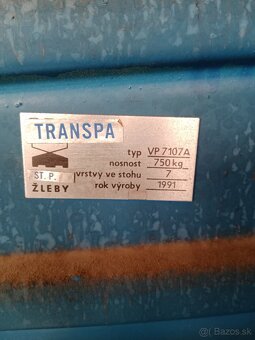 TRANSPA
typ VP 7107A
nosnost 750 kg
ST. P. vrstvy ve stohu 7
ŽLEBY rok výroby 1991
Bazos.sk